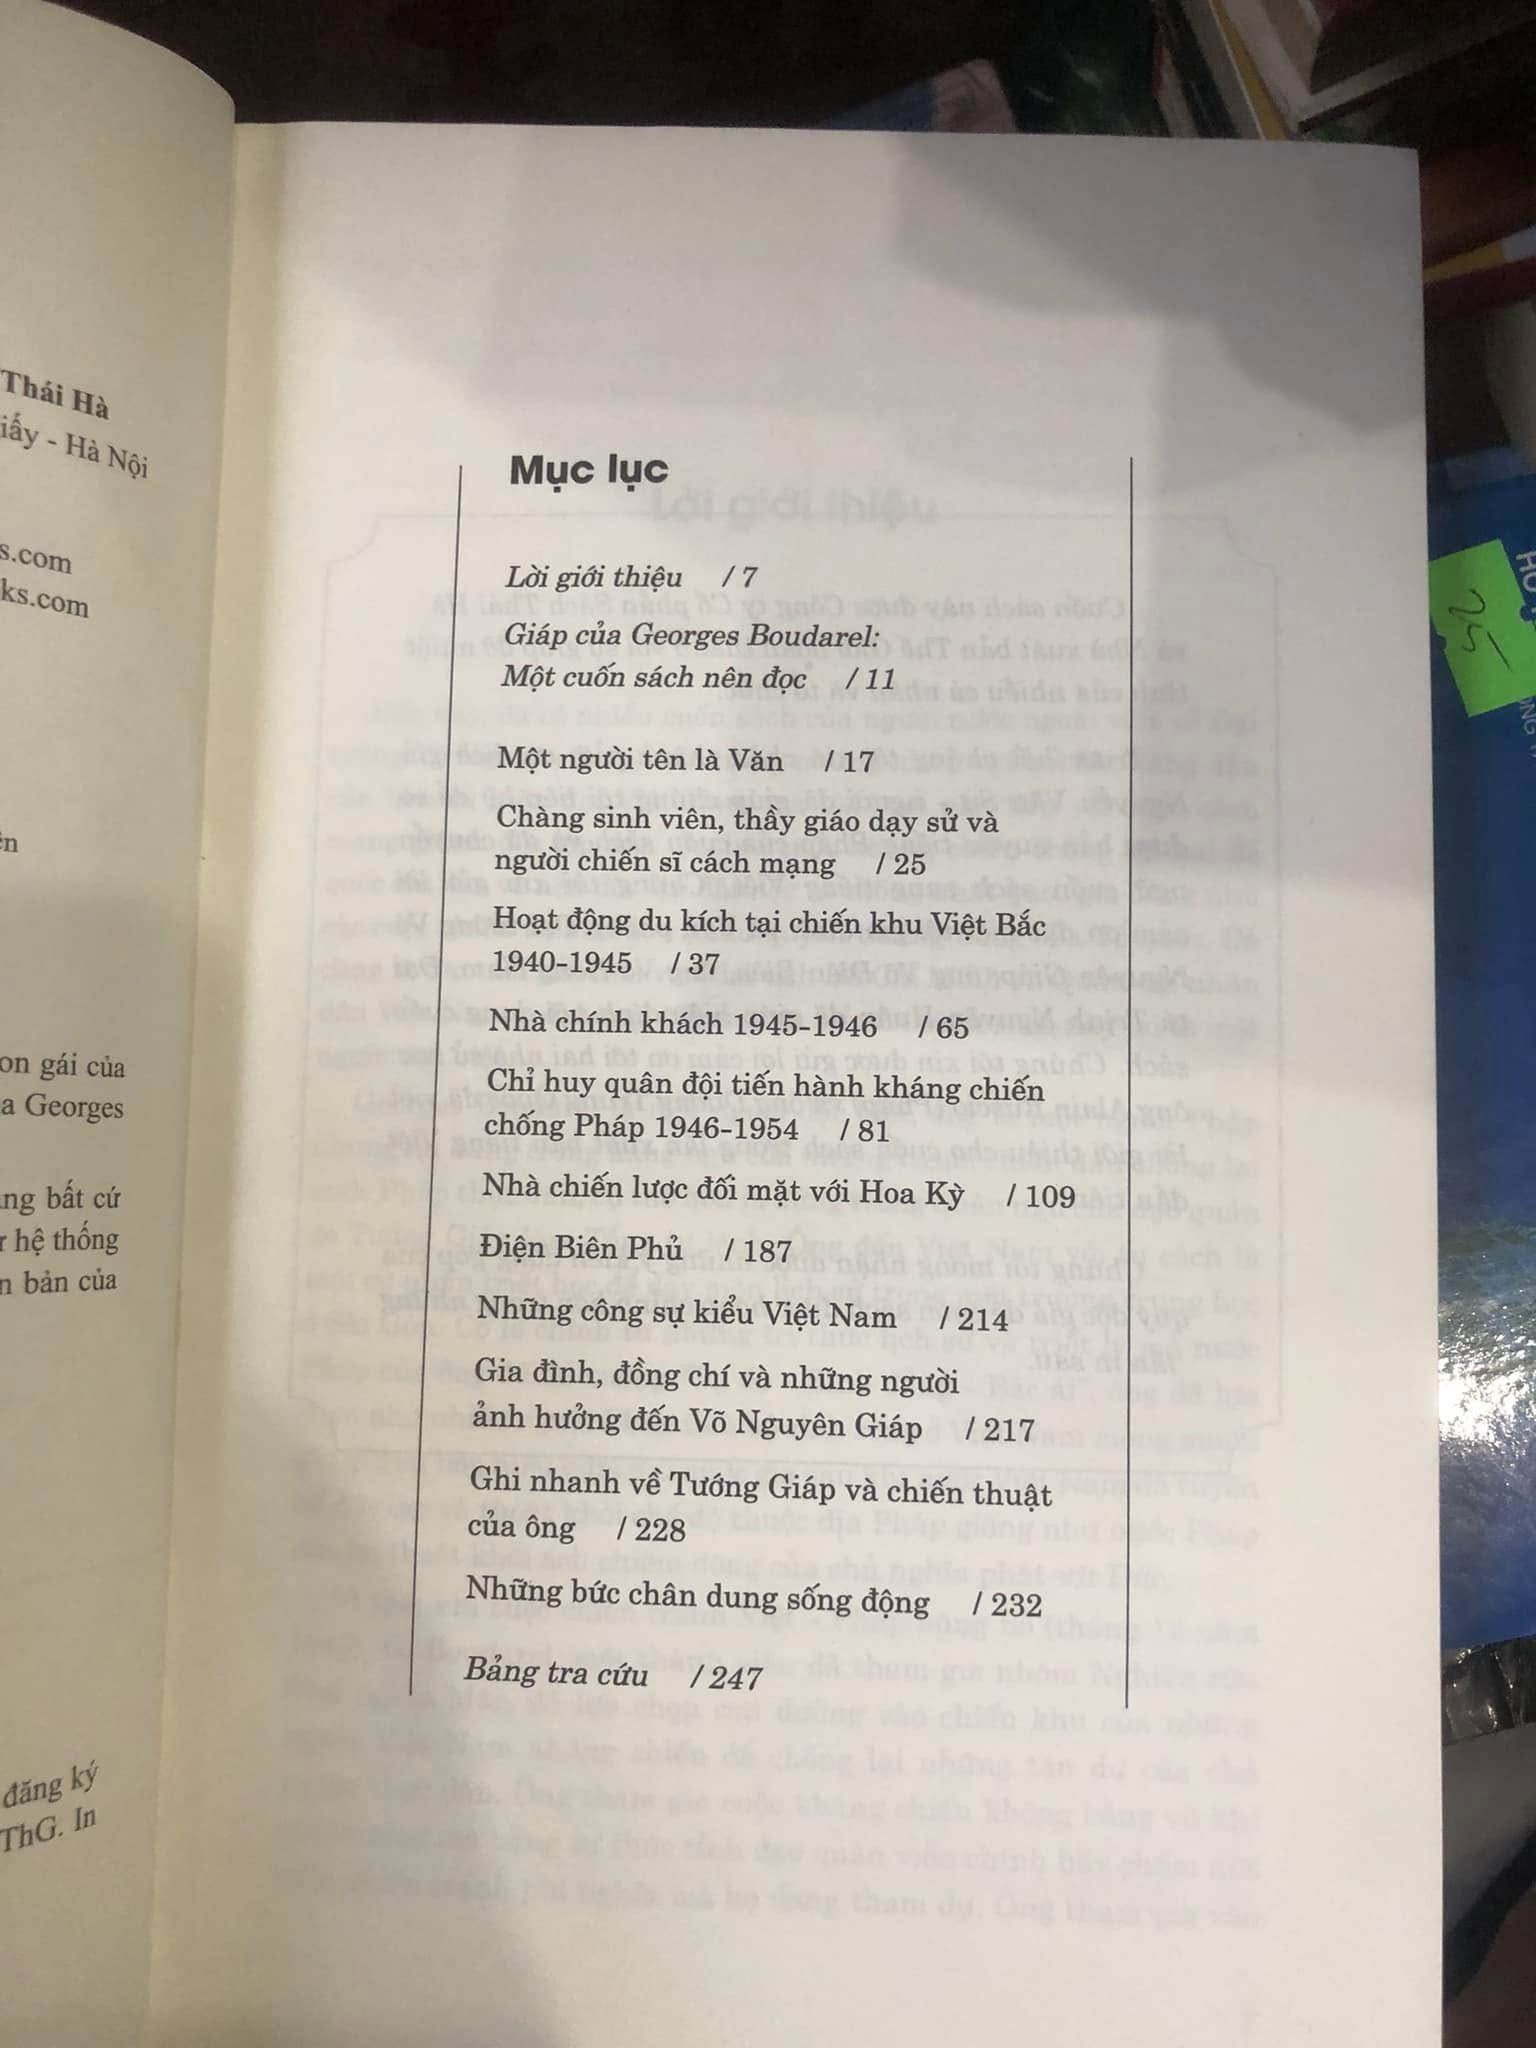 Thái Hà
iấy - Hà Nội
s.com
ks.com
ên
on gái của
a Georges
ng bất cứ
r hệ thống
n bản của
đăng ký
ThG. In
Mục lục
Lời giới thiệu / 7
Giáp của Georges Boudarel:
Một cuốn sách nên đọc / 11
Một người tên là Văn / 17
Chàng sinh viên, thầy giáo dạy sử và
người chiến sĩ cách mạng / 25
Hoạt động du kích tại chiến khu Việt Bắc
1940-1945 / 37
Nhà chính khách 1945-1946 / 65
Chỉ huy quân đội tiến hành kháng chiến
chống Pháp 1946-1954 / 81
Nhà chiến lược đối mặt với Hoa Kỳ / 109
Điện Biên Phủ / 187
Những công sự kiểu Việt Nam / 214
Gia đình, đồng chí và những người
ảnh hưởng đến Võ Nguyên Giáp / 217
Ghi nhanh về Tướng Giáp và chiến thuật
của ông / 228
Những bức chân dung sống động / 232
Bảng tra cứu / 247